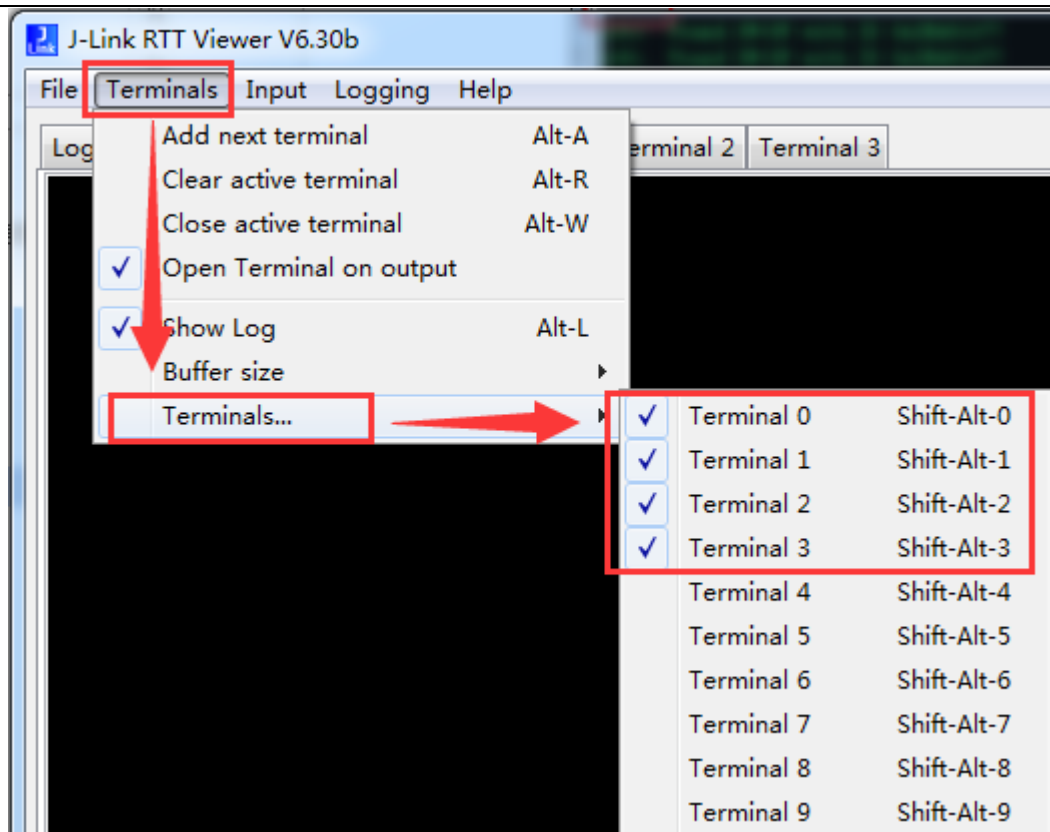 J-Link RTT Viewer V6.30b
File Terminals Input Logging Help
Log erminal 2 Terminal 3
Add next terminal Alt-A
Clear active terminal Alt-R
Close active terminal Alt-W
Open Terminal on output
Show Log Alt-L
Buffer size
Terminals...
Terminal 0 Shift-Alt-0
Terminal 1 Shift-Alt-1
Terminal 2 Shift-Alt-2
Terminal 3 Shift-Alt-3
Terminal 4 Shift-Alt-4
Terminal 5 Shift-Alt-5
Terminal 6 Shift-Alt-6
Terminal 7 Shift-Alt-7
Terminal 8 Shift-Alt-8
Terminal 9 Shift-Alt-9